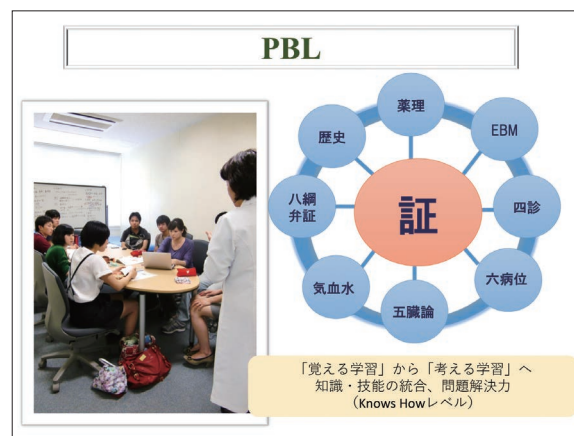 PBL
薬理
EBM
四診
六病位
五臓論
気血水
八綱
弁証
歴史
証
「覚える学習」から「考える学習」へ
知識・技能の統合、問題解決力
（Knows Howレベル）